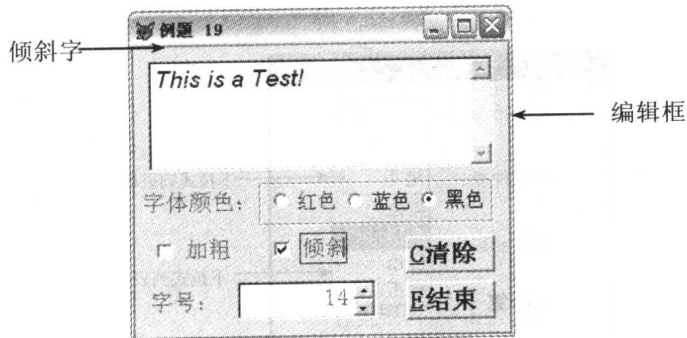 例题 19
倾斜字
This is a Test!
编辑框
字体颜色： 红色 蓝色 黑色
加粗 倾斜 C清除
字号： 14 E结束